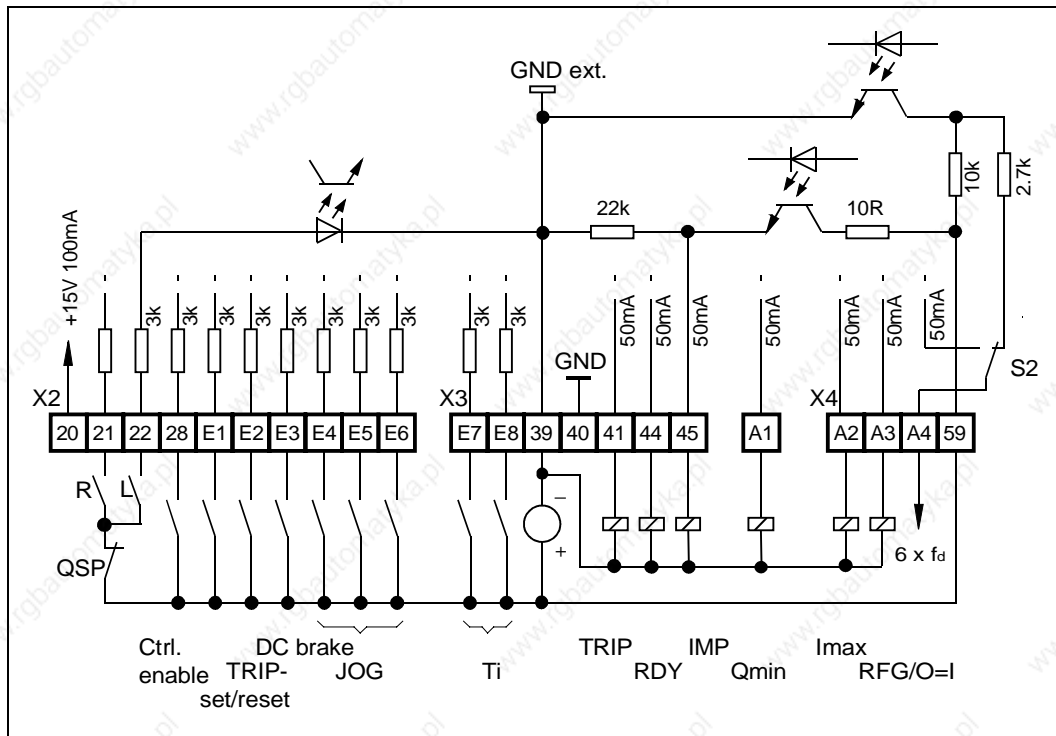 GND ext.
10k
2.7k
22k
10R
+15V 100mA
3k
3k
3k
3k
3k
3k
3k
3k
3k
3k
50mA
50mA
50mA
50mA
50mA
50mA
50mA
GND
S2
X2
X3
X4
20 21 22 28 E1 E2 E3 E4 E5 E6
E7 E8 39 40 41 44 45
A1
A2 A3 A4 59
R L
QSP
–
+
6 x fd
Ctrl. enable
DC brake
TRIP-set/reset
JOG
Ti
TRIP
RDY
IMP
Qmin
Imax
RFG/O=I
www.rgbautomatyka.pl